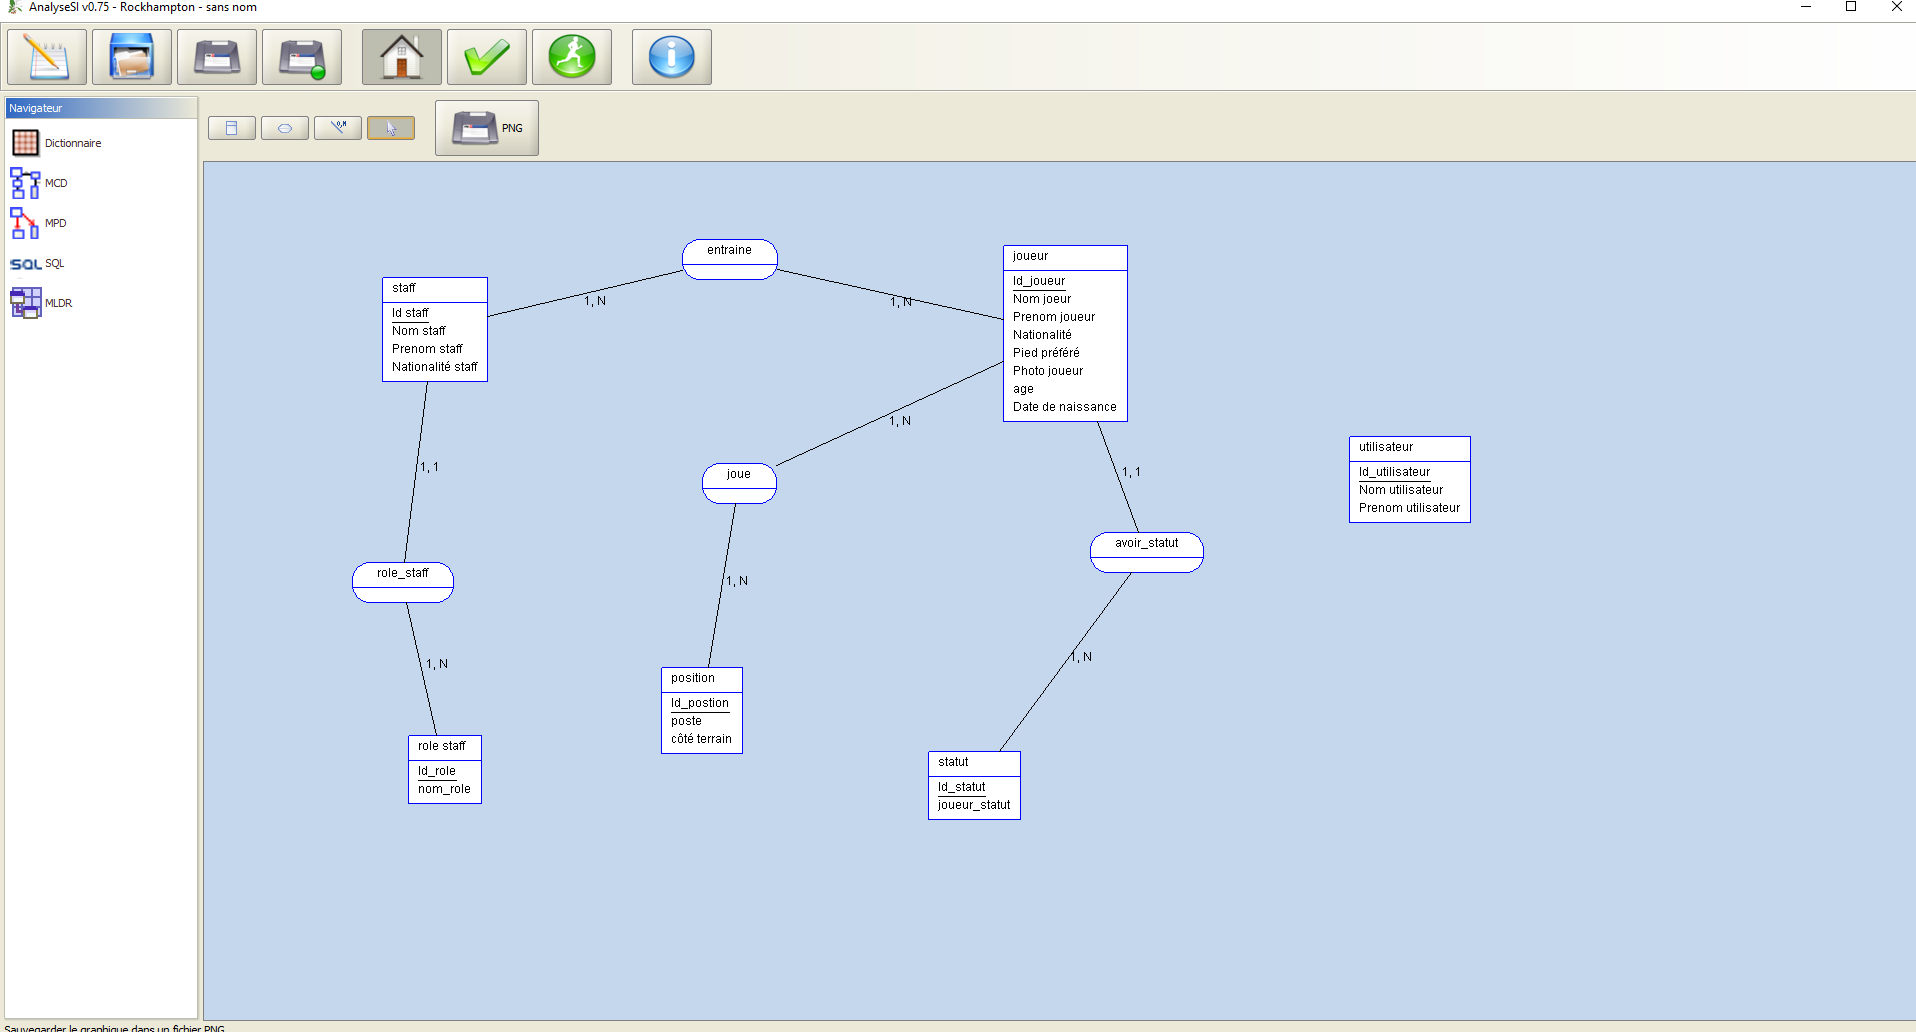 AnalyseSI v0.75 - Rockhampton - sans nom
Navigateur
Dictionnaire
MCD
MPD
SQL SQL
MLDR
0,N
PNG
entraine
1, N
1, N
staff
Id staff
Nom staff
Prenom staff
Nationalité staff
joueur
Id_joueur
Nom joeur
Prenom joueur
Nationalité
Pied préféré
Photo joueur
age
Date de naissance
1, N
1, 1
1, 1
joue
utilisateur
Id_utilisateur
Nom utilisateur
Prenom utilisateur
avoir_statut
role_staff
1, N
1, N
1, N
position
Id_postion
poste
côté terrain
role staff
Id_role
nom_role
statut
Id_statut
joueur_statut
Sauvegarder le graphique dans un fichier PNG